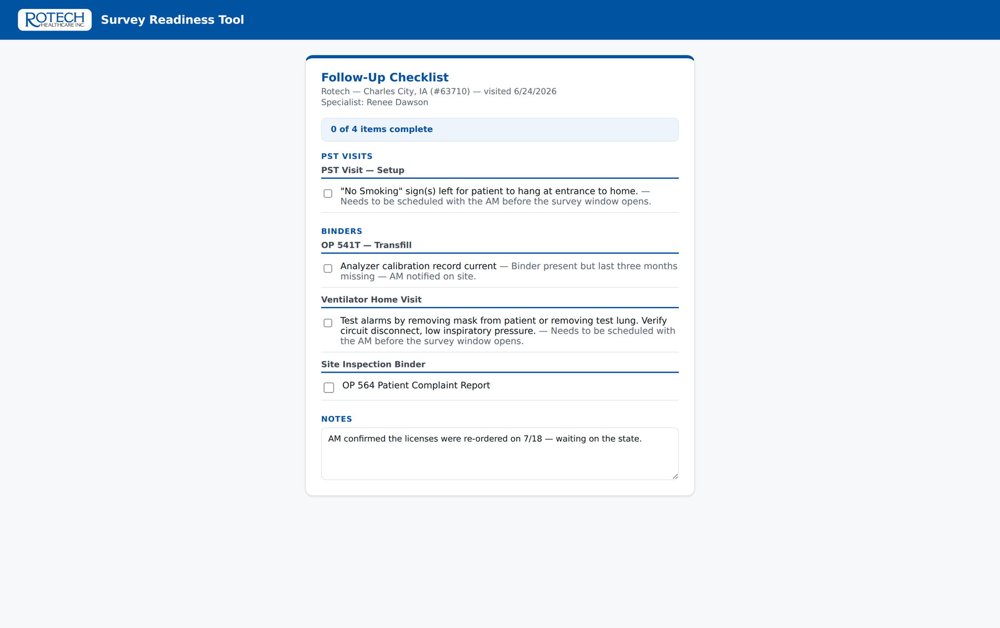 ROTECH
HEALTHCARE INC.
Survey Readiness Tool
Follow-Up Checklist
Rotech — Charles City, IA (#63710) — visited 6/24/2026
Specialist: Renee Dawson
0 of 4 items complete
PST VISITS
PST Visit — Setup
"No Smoking" sign(s) left for patient to hang at entrance to home. —
Needs to be scheduled with the AM before the survey window opens.
BINDERS
OP 541T — Transfill
Analyzer calibration record current — Binder present but last three months
missing — AM notified on site.
Ventilator Home Visit
Test alarms by removing mask from patient or removing test lung. Verify
circuit disconnect, low inspiratory pressure. — Needs to be scheduled with
the AM before the survey window opens.
Site Inspection Binder
OP 564 Patient Complaint Report
NOTES
AM confirmed the licenses were re-ordered on 7/18 — waiting on the state.